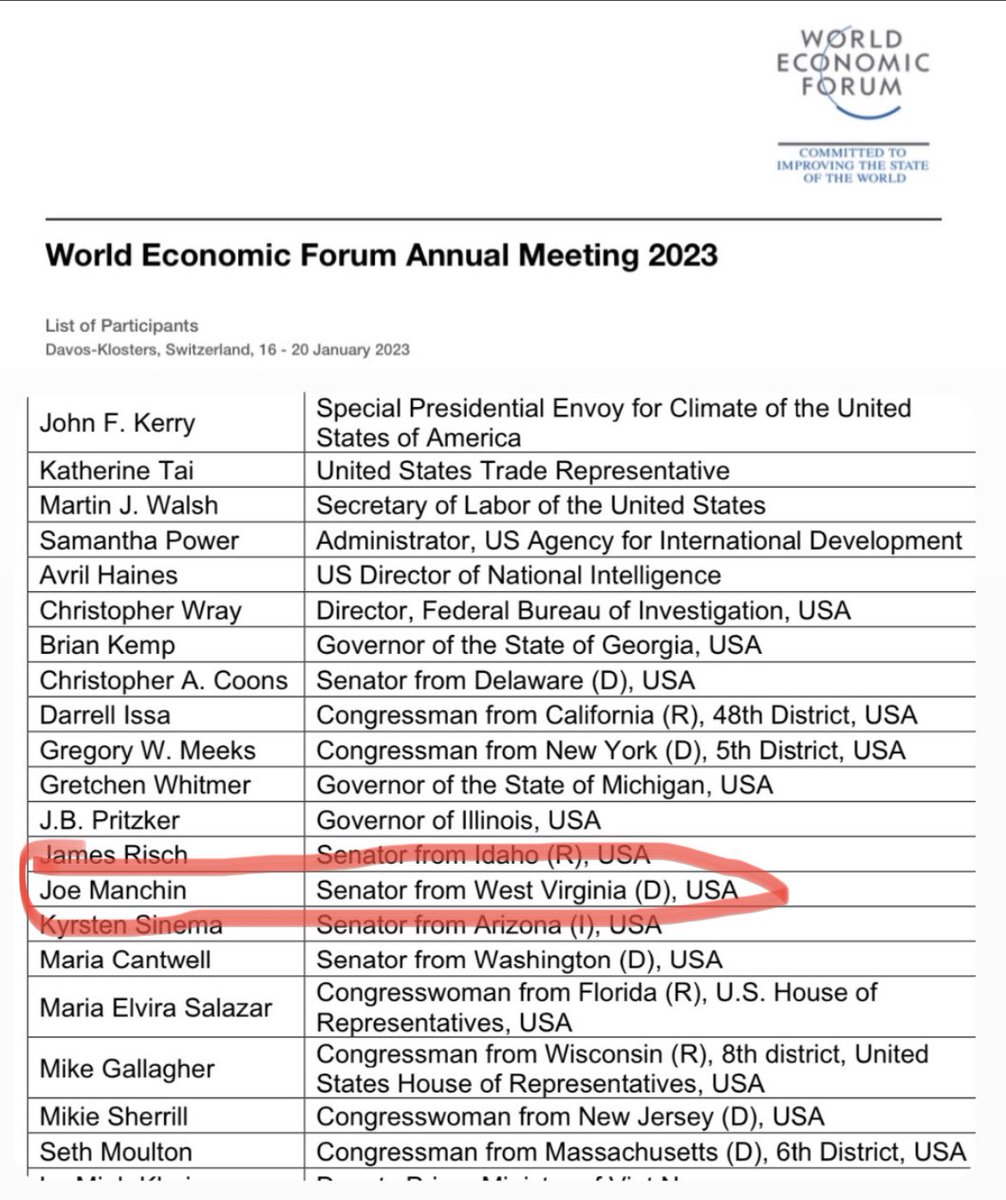 WORLD
ECONOMIC
FORUM
COMMITTED TO
IMPROVING THE STATE
OF THE WORLD
World Economic Forum Annual Meeting 2023
List of Participants
Davos-Klosters, Switzerland, 16 - 20 January 2023
John F. Kerry Special Presidential Envoy for Climate of the United
States of America
Katherine Tai United States Trade Representative
Martin J. Walsh Secretary of Labor of the United States
Samantha Power Administrator, US Agency for International Development
Avril Haines US Director of National Intelligence
Christopher Wray Director, Federal Bureau of Investigation, USA
Brian Kemp Governor of the State of Georgia, USA
Christopher A. Coons Senator from Delaware (D), USA
Darrell Issa Congressman from California (R), 48th District, USA
Gregory W. Meeks Congressman from New York (D), 5th District, USA
Gretchen Whitmer Governor of the State of Michigan, USA
J.B. Pritzker Governor of Illinois, USA
James Risch Senator from Idaho (R), USA
Joe Manchin Senator from West Virginia (D), USA
Kyrsten Sinema Senator from Arizona (I), USA
Maria Cantwell Senator from Washington (D), USA
Maria Elvira Salazar Congresswoman from Florida (R), U.S. House of
Representatives, USA
Mike Gallagher Congressman from Wisconsin (R), 8th district, United
States House of Representatives, USA
Mikie Sherrill Congresswoman from New Jersey (D), USA
Seth Moulton Congressman from Massachusetts (D), 6th District, USA